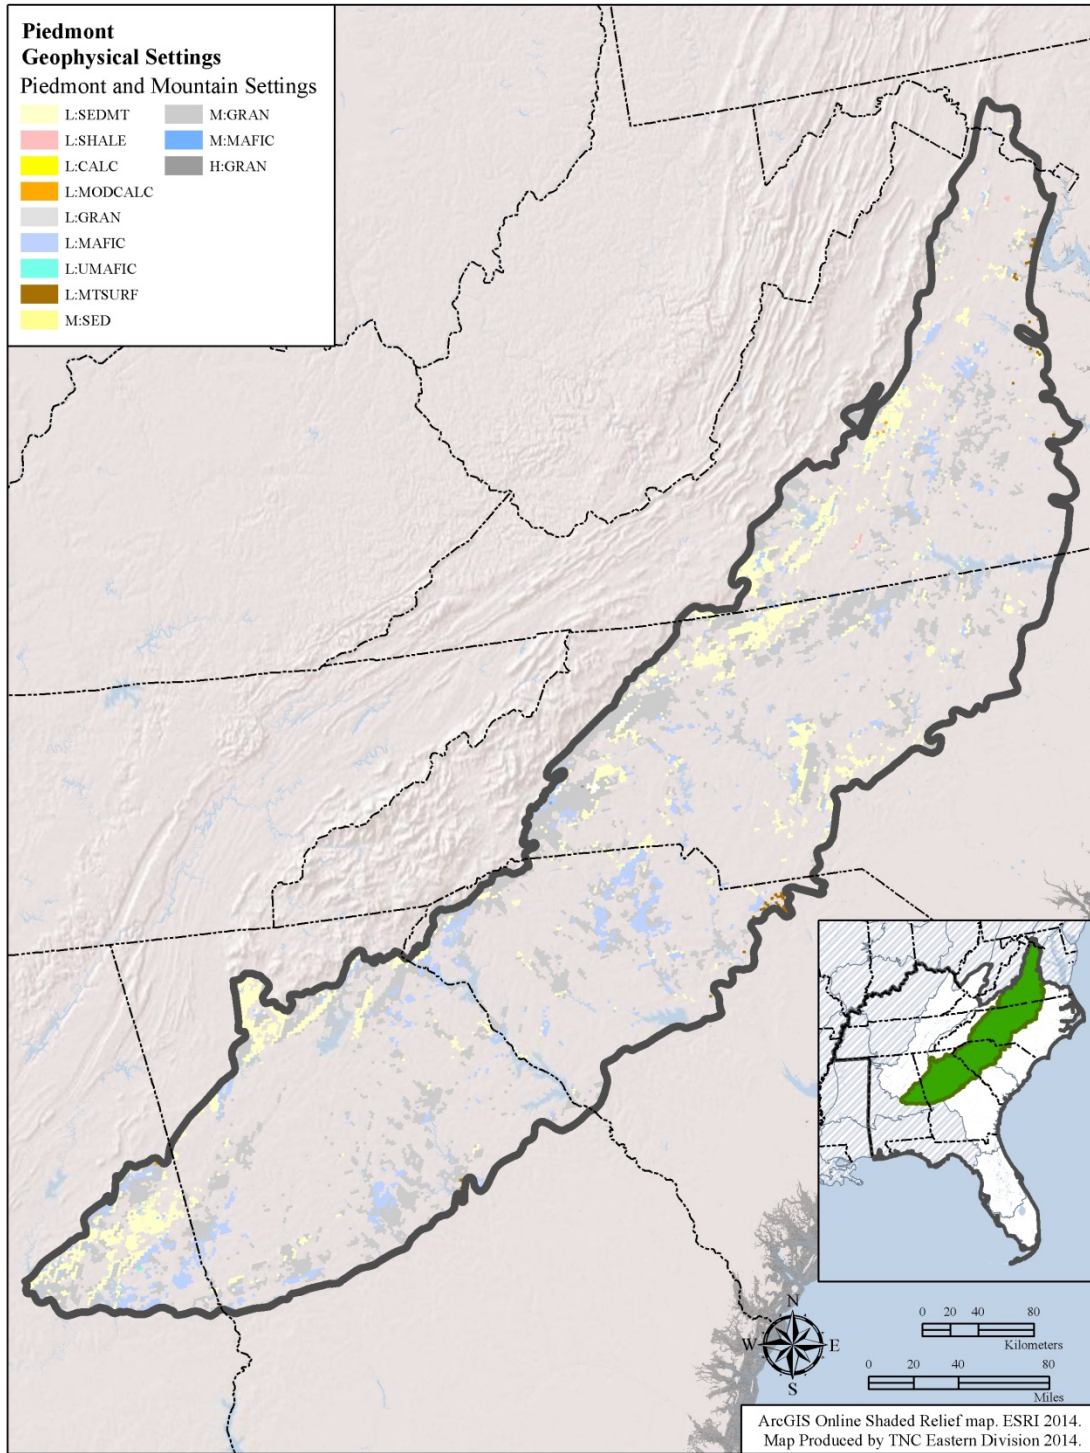 Piedmont
Geophysical Settings
Piedmont and Mountain Settings
L:SEDMT
L:SHALE
L:CALC
L:MODCALC
L:GRAN
L:MAFIC
L:UMAFIC
L:MTSURF
M:SED
M:GRAN
M:MAFIC
H:GRAN
N
W E
S
0 20 40 80
Kilometers
0 20 40 80
Miles
ArcGIS Online Shaded Relief map. ESRI 2014.
Map Produced by TNC Eastern Division 2014.